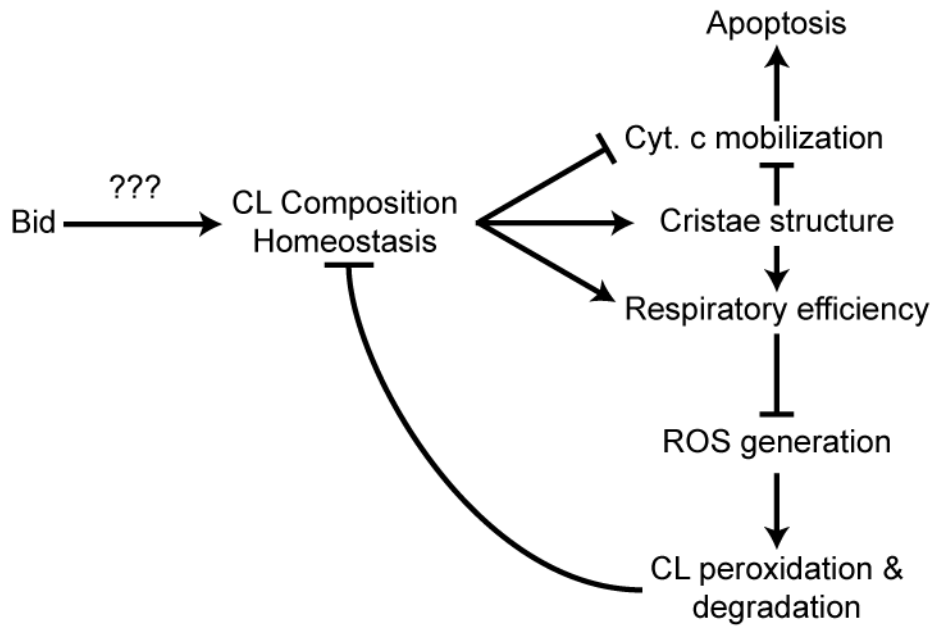 Apoptosis
Cyt. c mobilization
???
Bid
CL Composition
Homeostasis
Cristae structure
Respiratory efficiency
ROS generation
CL peroxidation &
degradation